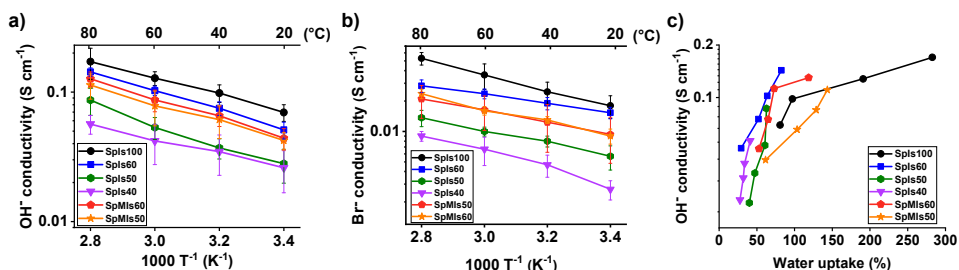 a)
80 60 40 20 (°C)
OH⁻ conductivity (S cm⁻¹)
0.1
0.01
SpIs100
SpIs60
SpIs50
SpIs40
SpMIs60
SpMIs50
2.8 3.0 3.2 3.4
1000 T⁻¹ (K⁻¹)
b)
80 60 40 20 (°C)
Br⁻ conductivity (S cm⁻¹)
0.01
SpIs100
SpIs60
SpIs50
SpIs40
SpMIs50
SpMIs60
2.8 3.0 3.2 3.4
1000 T⁻¹ (K⁻¹)
c)
OH⁻ conductivity (S cm⁻¹)
0.2
0.1
SpIs100
SpIs60
SpIs50
SpIs40
SpMIs60
SpMIs50
0 50 100 150 200 250 300
Water uptake (%)